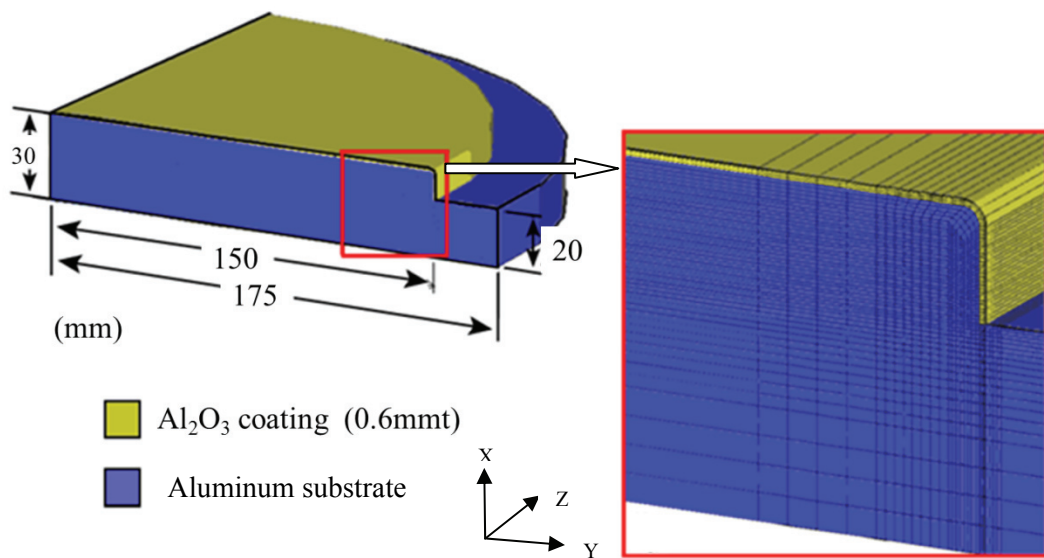 30
150
20
175
(mm)
Al₂O₃ coating (0.6mmt)
Aluminum substrate
X
Z
Y